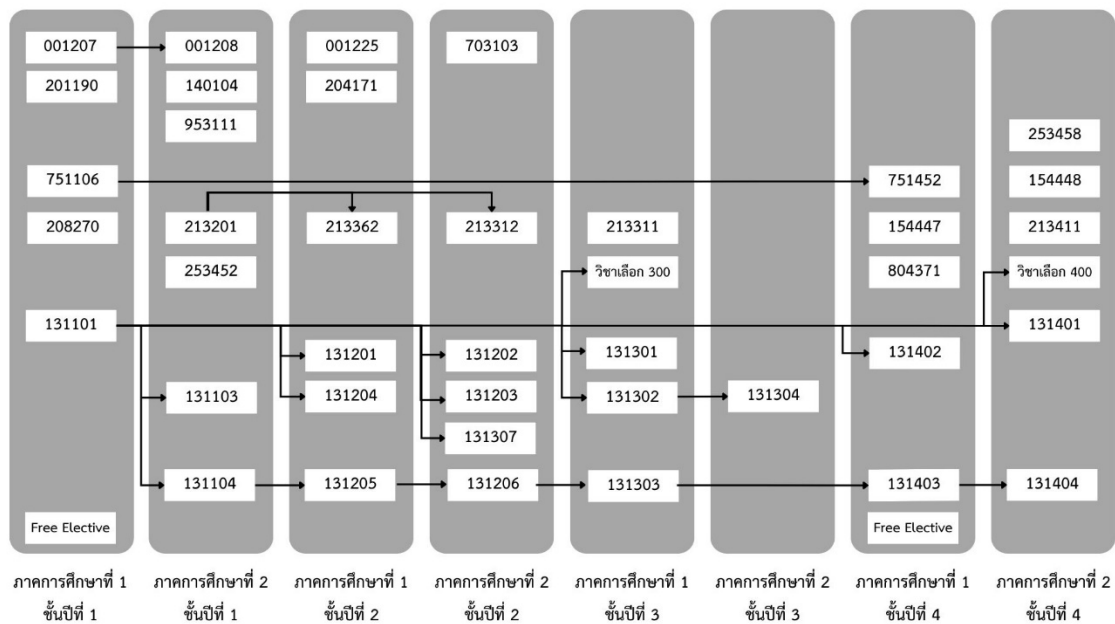 001207
201190
751106
208270
131101
Free Elective
ภาคการศึกษาที่ 1
ชั้นปีที่ 1
001208
140104
953111
213201
253452
131103
131104
ภาคการศึกษาที่ 2
ชั้นปีที่ 1
001225
204171
213362
131201
131204
131205
ภาคการศึกษาที่ 1
ชั้นปีที่ 2
703103
213312
131202
131203
131307
131206
ภาคการศึกษาที่ 2
ชั้นปีที่ 2
213311
วิชาเลือก 300
131301
131302
131303
ภาคการศึกษาที่ 1
ชั้นปีที่ 3
131304
ภาคการศึกษาที่ 2
ชั้นปีที่ 3
751452
154447
804371
131402
131403
Free Elective
ภาคการศึกษาที่ 1
ชั้นปีที่ 4
253458
154448
213411
วิชาเลือก 400
131401
131404
ภาคการศึกษาที่ 2
ชั้นปีที่ 4